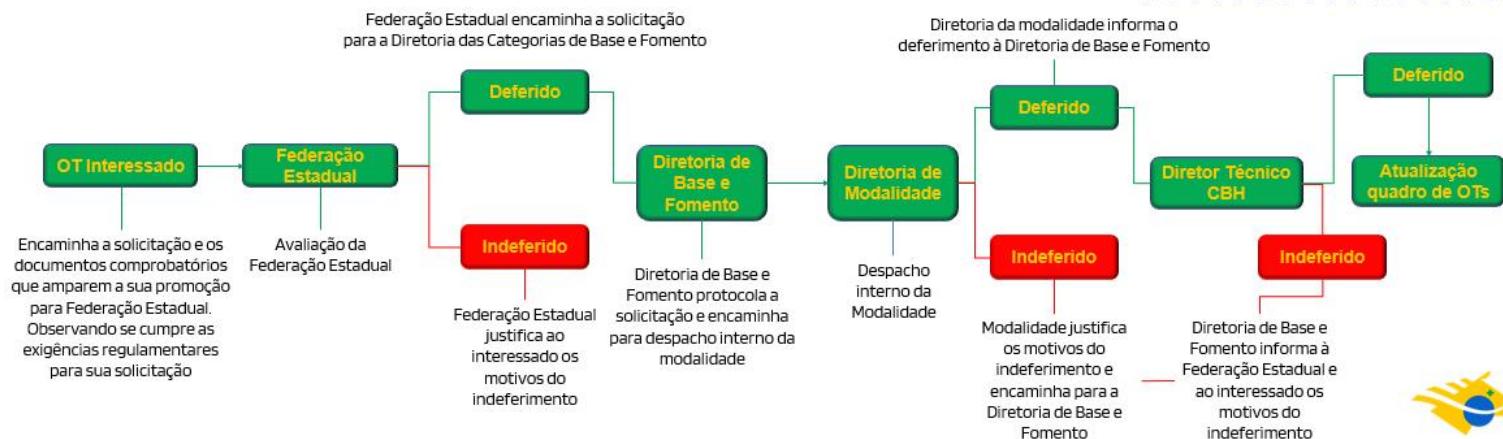 Federação Estadual encaminha a solicitação
para a Diretoria das Categorias de Base e Fomento
Diretoria da modalidade informa o
deferimento à Diretoria de Base e Fomento
Deferido
Deferido
Deferido
OT Interessado
Federação
Estadual
Diretoria de
Base e
Fomento
Diretoria de
Modalidade
Diretor Técnico
CBH
Atualização
quadro de OTs
Encaminha a solicitação e os
documentos comprobatórios
que amparem a sua promoção
para Federação Estadual.
Observando se cumpre as
exigências regulamentares
para sua solicitação
Avaliação da
Federação Estadual
Indeferido
Federação Estadual
justifica ao
interessado os
motivos do
indeferimento
Diretoria de Base e
Fomento protocola a
solicitação e encaminha
para despacho interno da
modalidade
Despacho
interno da
Modalidade
Indeferido
Modalidade justifica
os motivos do
indeferimento e
encaminha para a
Diretoria de Base e
Fomento
Indeferido
Diretoria de Base e
Fomento informa à
Federação Estadual e
ao interessado os
motivos do
indeferimento